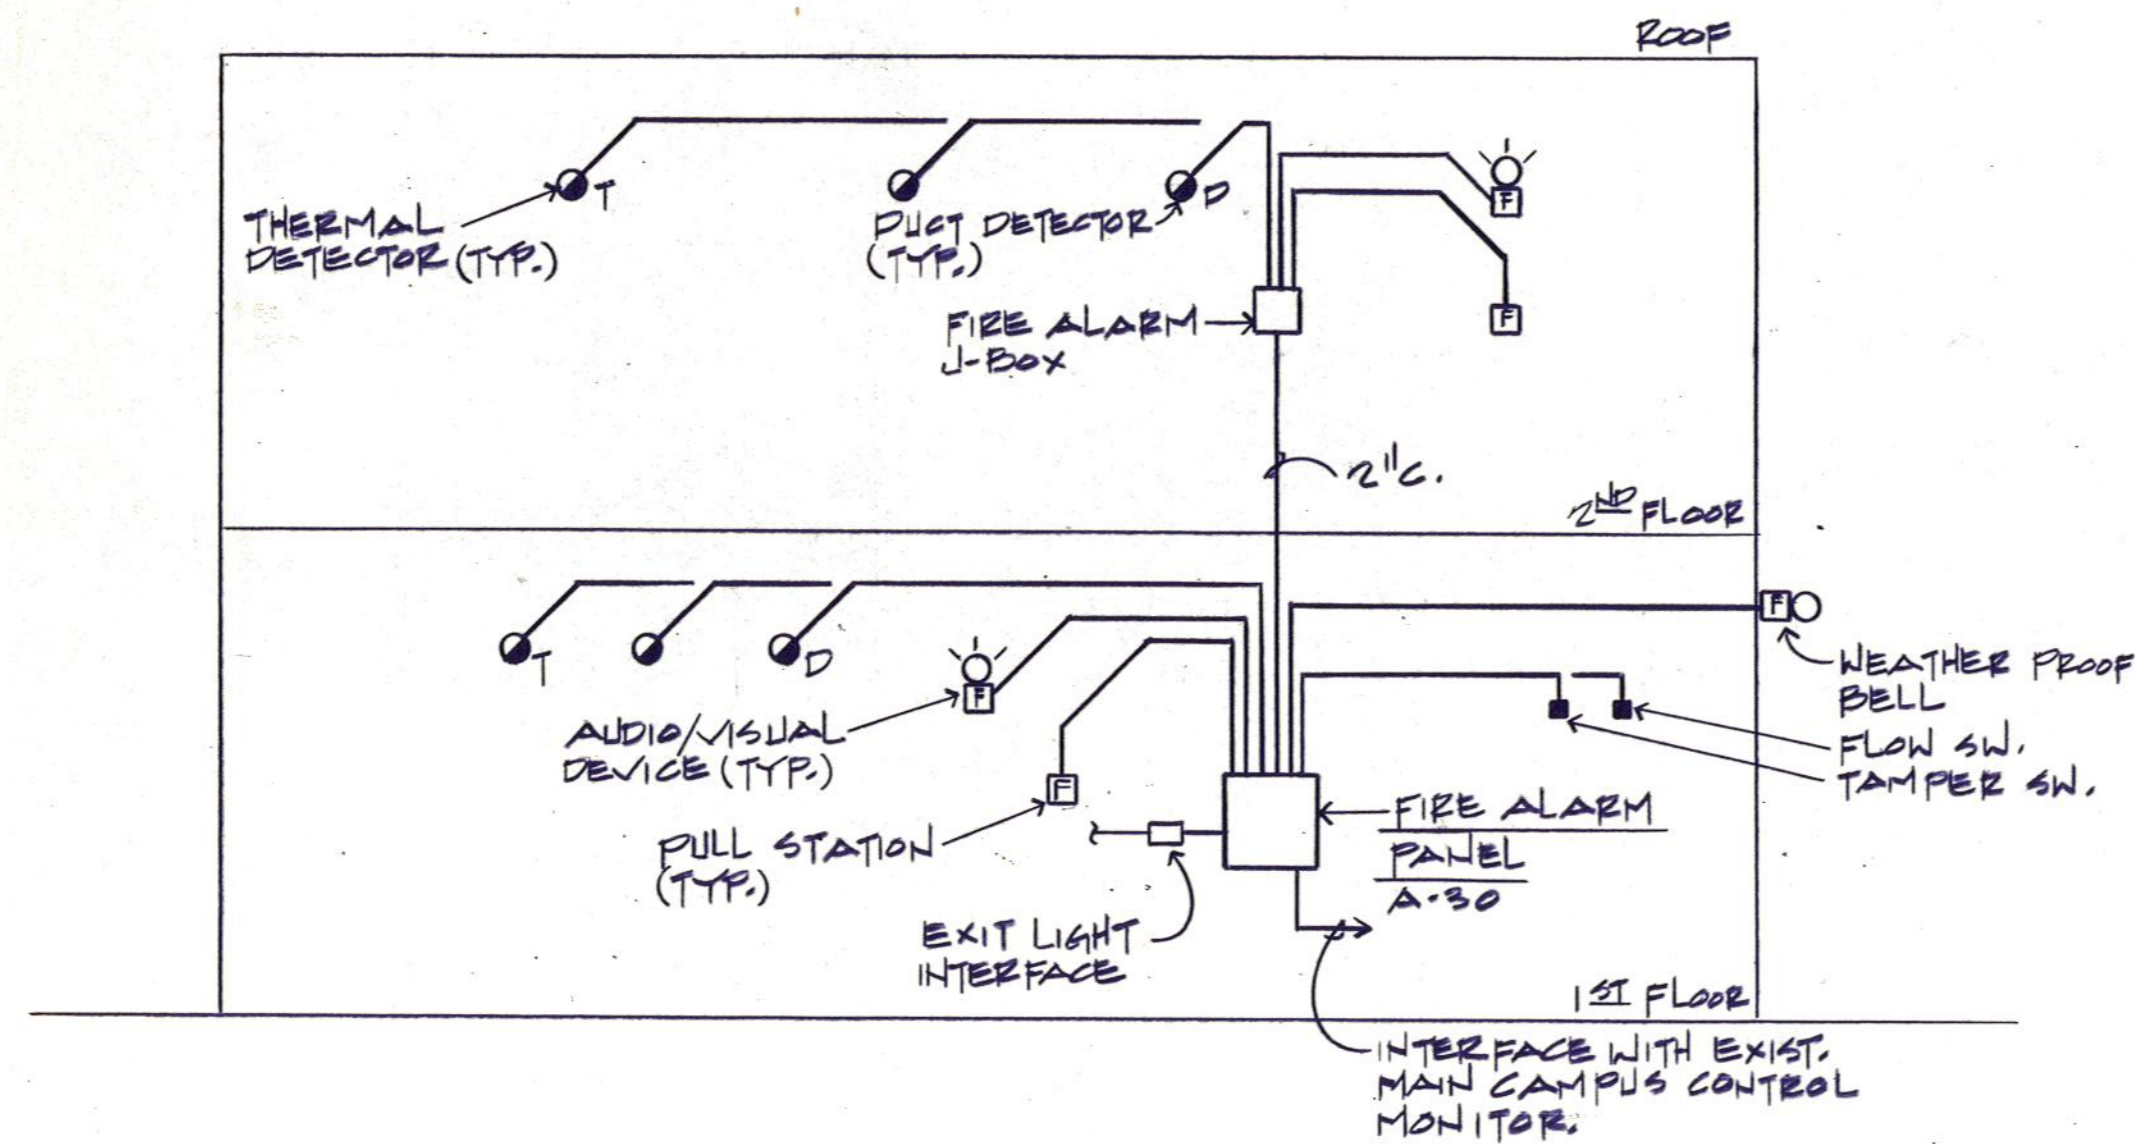 ROOF
T
THERMAL
DETECTOR (TYP.)
DUCT DETECTOR
(TYP.)
D
F
F
FIRE ALARM
J-BOX
2"C.
2ND FLOOR
T
D
F
AUDIO/VISUAL
DEVICE (TYP.)
F
PULL STATION
(TYP.)
EXIT LIGHT
INTERFACE
F
WEATHER PROOF
BELL
FLOW SW.
TAMPER SW.
FIRE ALARM
PANEL
A-30
1ST FLOOR
INTERFACE WITH EXIST.
MAIN CAMPUS CONTROL
MONITOR.